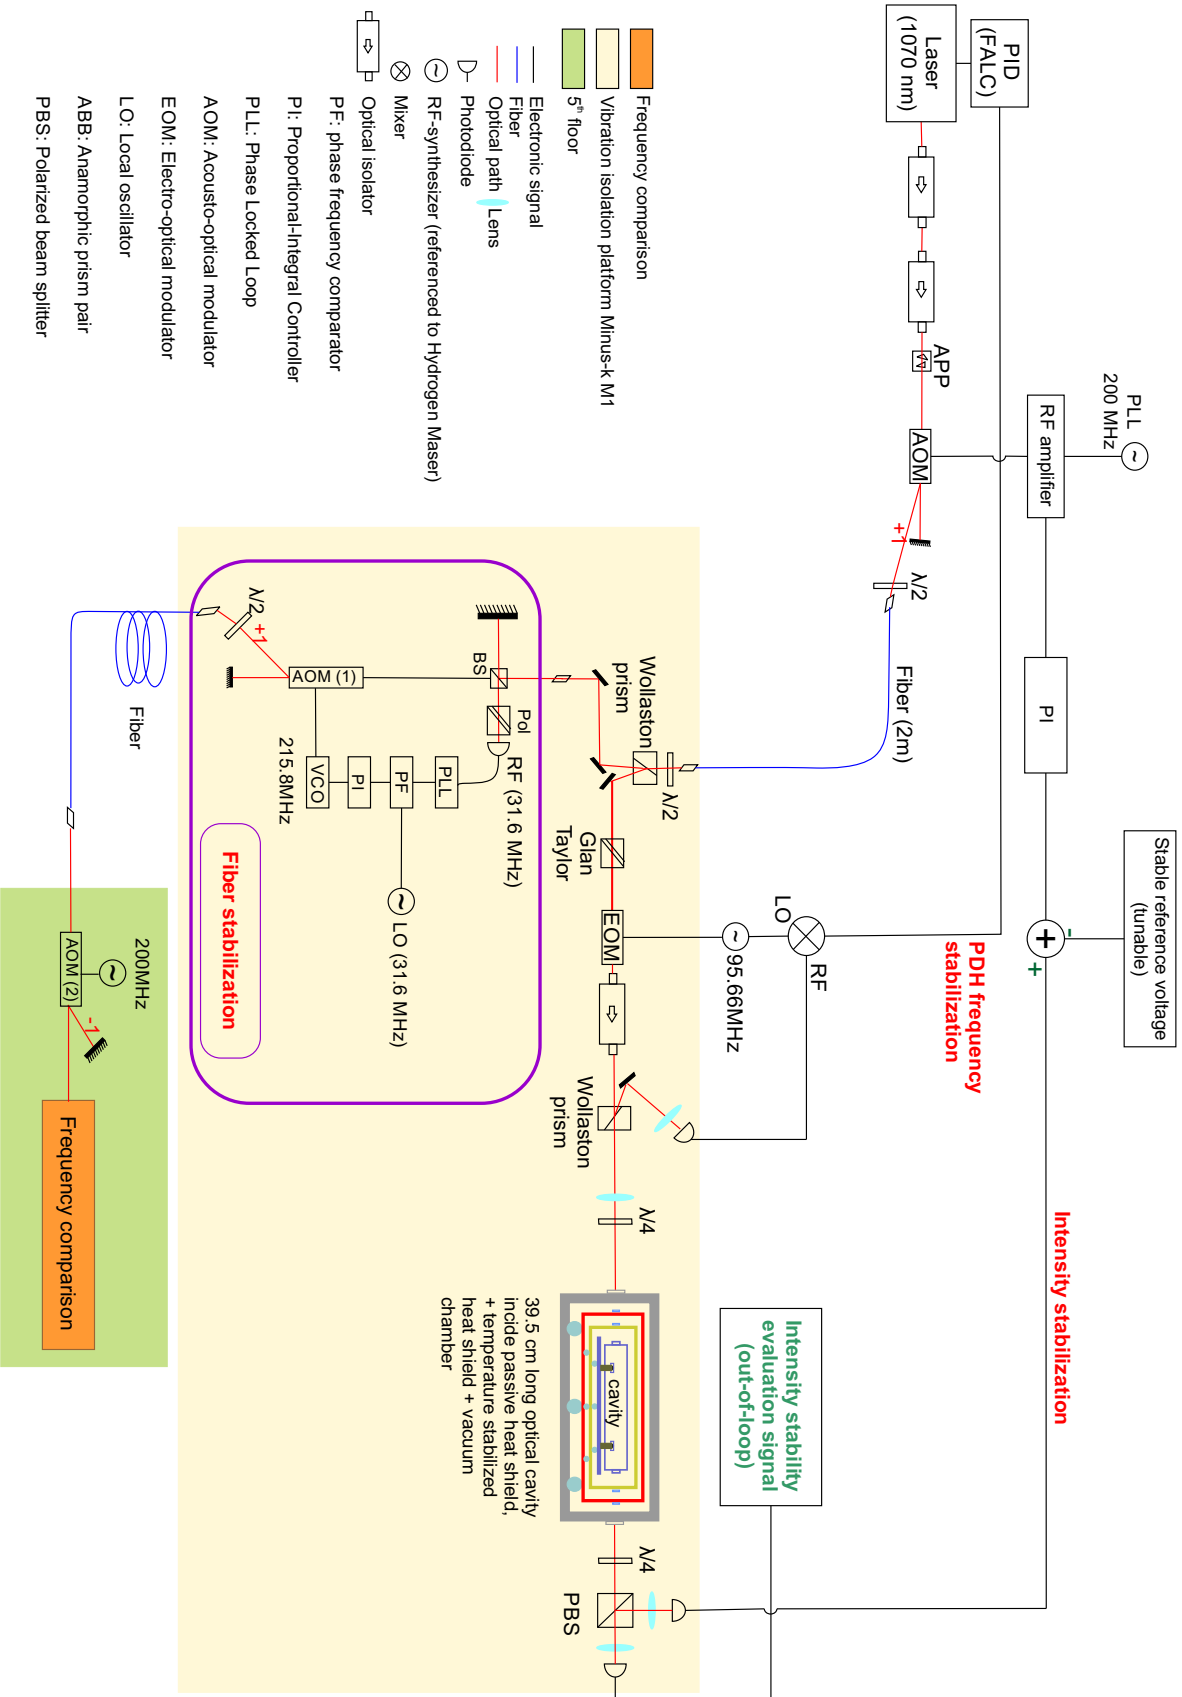 PID
(FALC)
Laser
(1070 nm)
APP
AOM
+1
λ/2
Fiber (2m)
PLL
200 MHz
~
RF amplifier
PI
Stable reference voltage
(tunable)
+
-
+
Intensity stabilization
PDH frequency
stabilization
LO
RF
~
95.66MHz
λ/2
Wollaston
prism
Glan
Taylor
EOM
Wollaston
prism
λ/4
cavity
39.5 cm long optical cavity
incide passive heat shield,
+ temperature stabilized
heat shield + vacuum
chamber
λ/4
PBS
Intensity stability
evaluation signal
(out-of-loop)
BS
Pol
RF (31.6 MHz)
PLL
PF
PI
VCO
215.8MHz
~
LO (31.6 MHz)
AOM (1)
+1
λ/2
Fiber stabilization
Fiber
200MHz
~
AOM (2)
-1
Frequency comparison
Frequency comparison
Vibration isolation platform Minus-k M1
5th floor
Electronic signal
Fiber
Optical path
Lens
Photodiode
~
RF-synthesizer (referenced to Hydrogen Maser)
Mixer
Optical isolator
PF: phase frequency comparator
PI: Proportional-Integral Controller
PLL: Phase Locked Loop
AOM: Acousto-optical modulator
EOM: Electro-optical modulator
LO: Local oscillator
ABB: Anamorphic prism pair
PBS: Polarized beam splitter